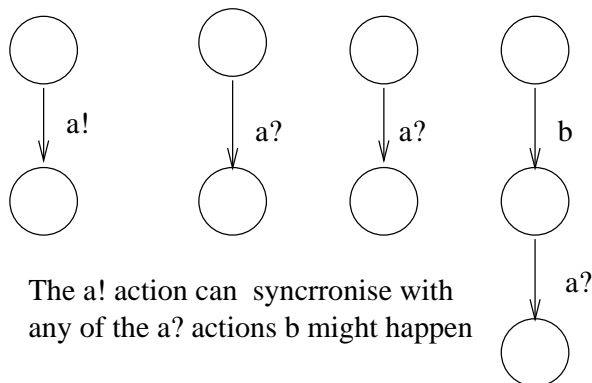 a!
a?
a?
b
a?
The a! action can syncrronise with
any of the a? actions b might happen